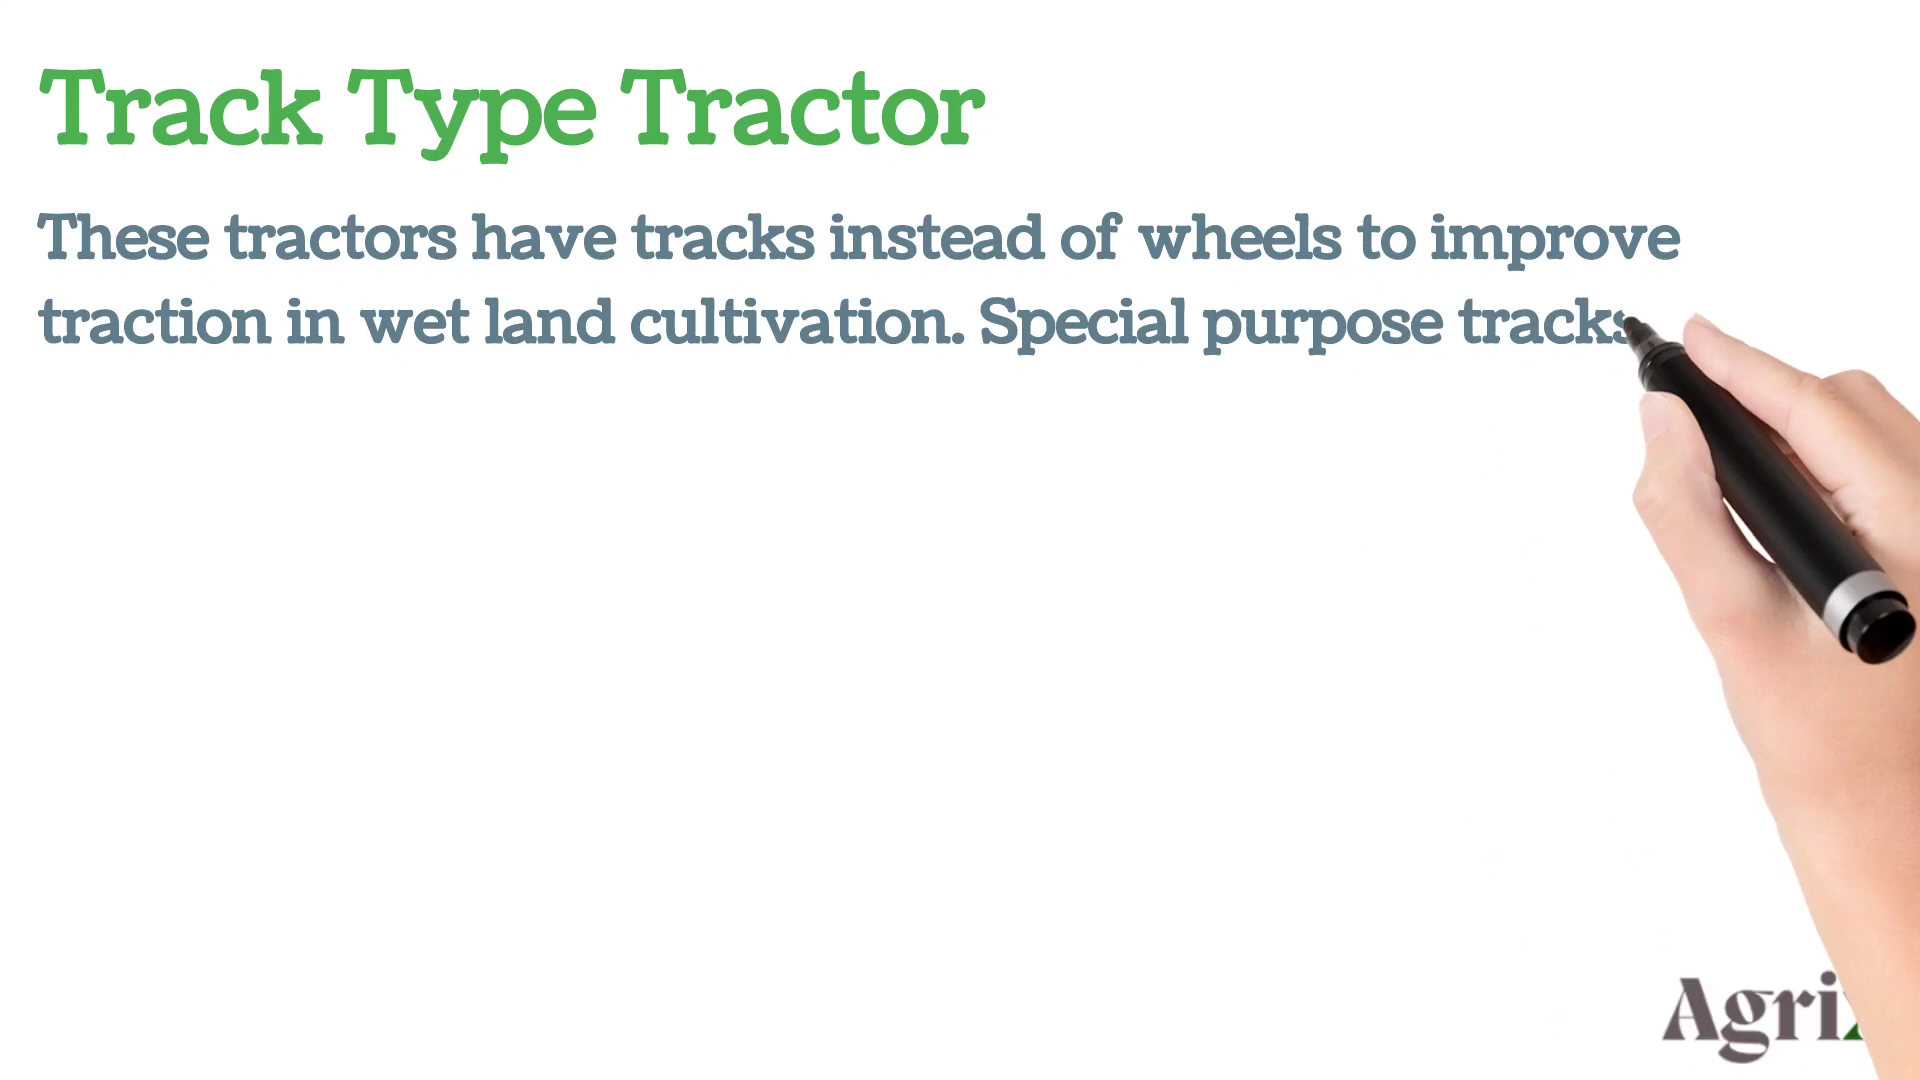 Track Type Tractor
These tractors have tracks instead of wheels to improve
traction in wet land cultivation. Special purpose tracks
Agri